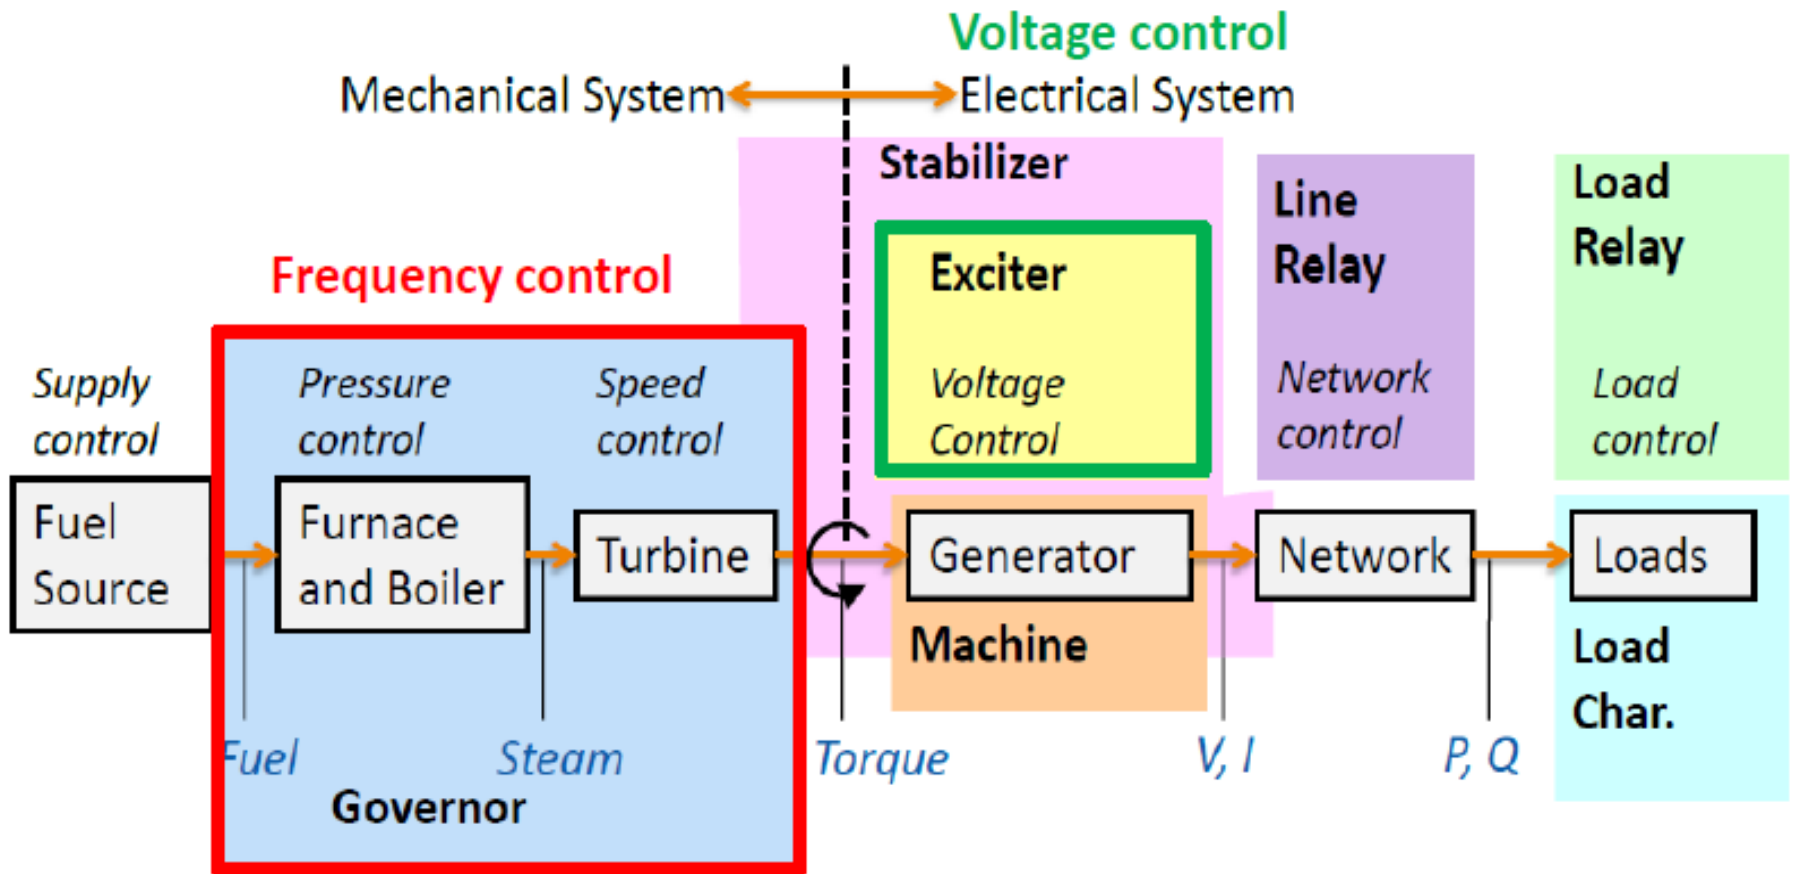 Voltage control
Mechanical System
Electrical System
Stabilizer
Line
Relay
Load
Relay
Exciter
Frequency control
Supply
control
Pressure
control
Speed
control
Voltage
Control
Network
control
Load
control
Fuel
Source
Furnace
and Boiler
Turbine
Generator
Network
Loads
Machine
Load
Char.
Fuel
Steam
Torque
V, I
P, Q
Governor